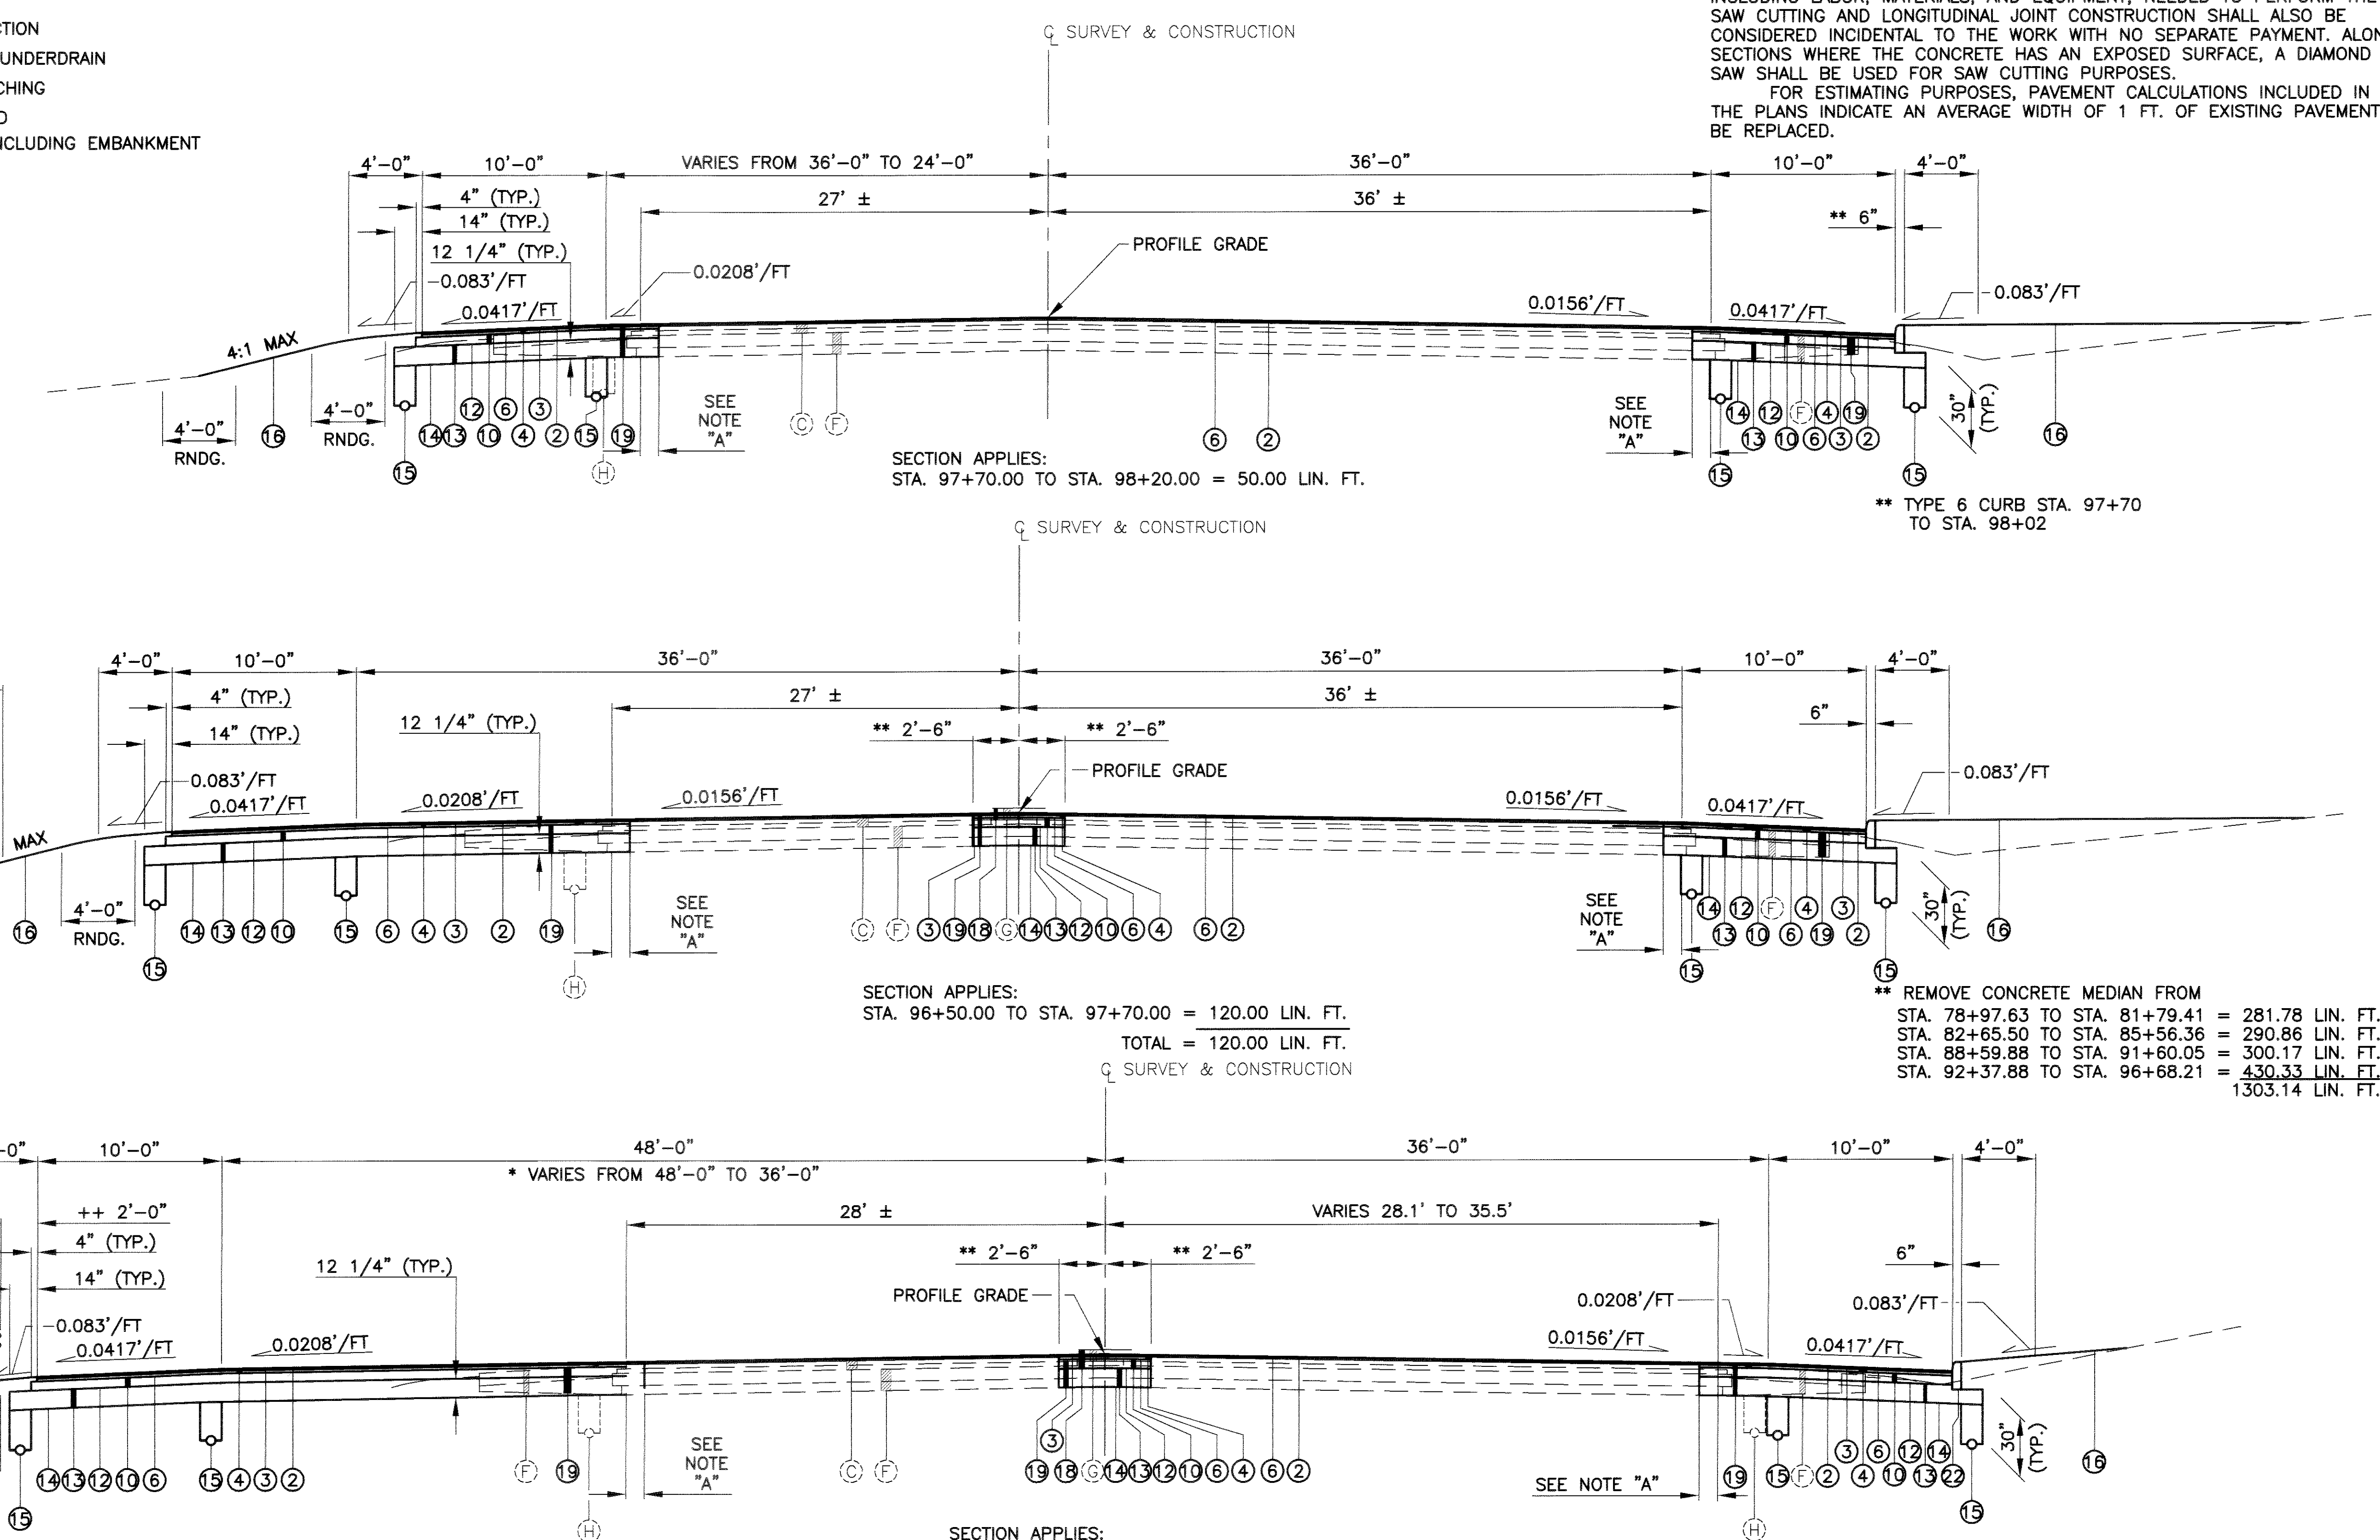 CTION
UNDERDRAIN
CHING
D
NCLUDING EMBANKMENT
SAW CUTTING AND LONGITUDINAL JOINT CONSTRUCTION SHALL ALSO BE
CONSIDERED INCIDENTAL TO THE WORK WITH NO SEPARATE PAYMENT. ALON
SECTIONS WHERE THE CONCRETE HAS AN EXPOSED SURFACE, A DIAMOND
SAW SHALL BE USED FOR SAW CUTTING PURPOSES.
FOR ESTIMATING PURPOSES, PAVEMENT CALCULATIONS INCLUDED IN
THE PLANS INDICATE AN AVERAGE WIDTH OF 1 FT. OF EXISTING PAVEMENT
BE REPLACED.
℄ SURVEY & CONSTRUCTION
4'-0" 10'-0" VARIES FROM 36'-0" TO 24'-0" 36'-0" 10'-0" 4'-0"
4" (TYP.) 27' ± 36' ±
14" (TYP.) ** 6"
12 1/4" (TYP.) PROFILE GRADE
0.083'/FT 0.0208'/FT 0.083'/FT
0.0417'/FT 0.0156'/FT 0.0417'/FT
4:1 MAX
4'-0" RNDG. 16 4'-0" RNDG.
14 13 12 10 6 4 3 2 15 19
15 H
SEE NOTE "A"
C F 6 2
SEE NOTE "A"
14 13 12 10 F 6 4 3 19 2
15 15
30" (TYP.)
16
SECTION APPLIES:
STA. 97+70.00 TO STA. 98+20.00 = 50.00 LIN. FT.
** TYPE 6 CURB STA. 97+70
TO STA. 98+02
℄ SURVEY & CONSTRUCTION
4'-0" 10'-0" 36'-0" 36'-0" 10'-0" 4'-0"
4" (TYP.) 27' ± 36' ±
14" (TYP.) 12 1/4" (TYP.) ** 2'-6" ** 2'-6" 6"
PROFILE GRADE
0.083'/FT 0.083'/FT
0.0417'/FT 0.0208'/FT 0.0156'/FT 0.0156'/FT 0.0417'/FT
MAX
16 4'-0" RNDG.
14 13 12 10 15 6 4 3 2 19
15 H
SEE NOTE "A"
C F 3 19 18 G 14 13 12 10 6 4 6 2
SEE NOTE "A"
14 13 12 10 F 6 4 19 3 2
15 15
30" (TYP.)
16
SECTION APPLIES:
STA. 96+50.00 TO STA. 97+70.00 = 120.00 LIN. FT.
TOTAL = 120.00 LIN. FT.
** REMOVE CONCRETE MEDIAN FROM
STA. 78+97.63 TO STA. 81+79.41 = 281.78 LIN. FT.
STA. 82+65.50 TO STA. 85+56.36 = 290.86 LIN. FT.
STA. 88+59.88 TO STA. 91+60.05 = 300.17 LIN. FT.
STA. 92+37.88 TO STA. 96+68.21 = 430.33 LIN. FT.
1303.14 LIN. FT.
℄ SURVEY & CONSTRUCTION
-0" 10'-0" 48'-0" 36'-0" 10'-0" 4'-0"
* VARIES FROM 48'-0" TO 36'-0"
++ 2'-0" 28' ± VARIES 28.1' TO 35.5'
4" (TYP.) ** 2'-6" ** 2'-6" 6"
14" (TYP.) 12 1/4" (TYP.)
PROFILE GRADE 0.0208'/FT 0.083'/FT
0.083'/FT
0.0417'/FT 0.0208'/FT 0.0156'/FT 0.0417'/FT
14 13 12 10 6 15 4 3 2 F 19
15 H
SEE NOTE "A"
C F 19 3 18 G 14 13 12 10 6 4 6 2
SEE NOTE "A"
19 15 F 2 3 4 6 10 12 13 14 22
H 15
30" (TYP.)
16
SECTION APPLIES: